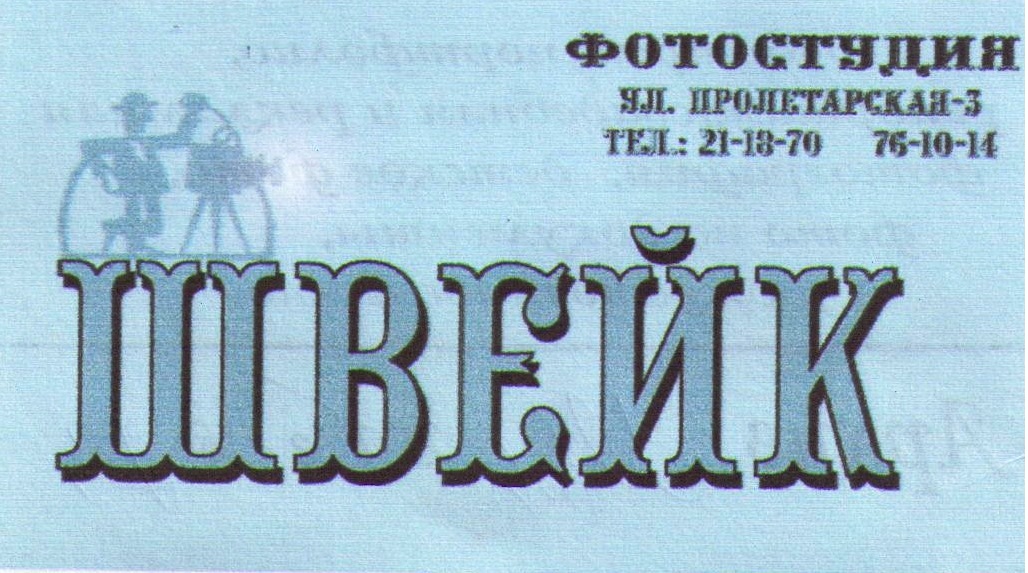 ФОТОСТУДИЯ
УЛ. ПРОЛЕТАРСКАЯ-3
ТЕЛ.: 21-18-70 76-10-14
ШВЕЙК